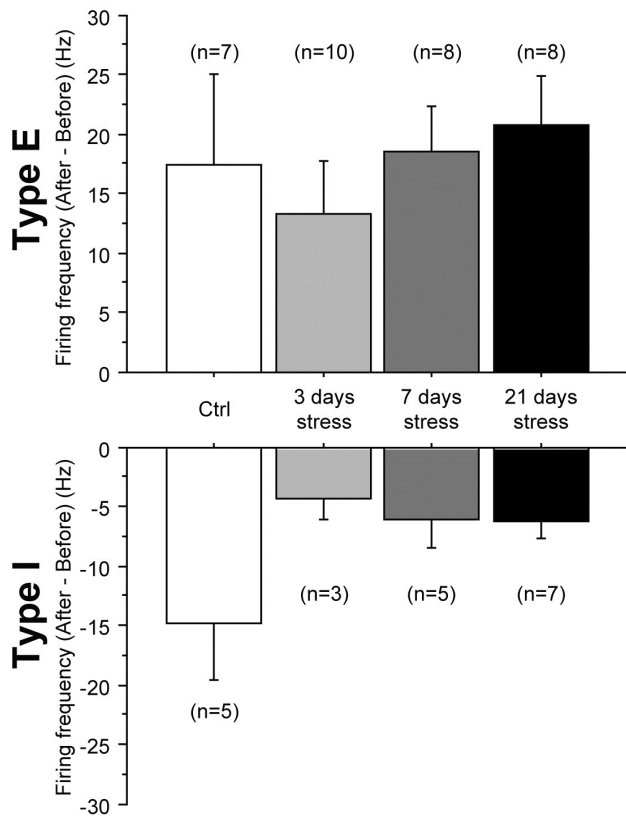 Type E
Firing frequency (After - Before) (Hz)
30
25
20
15
10
5
0
(n=7)
(n=10)
(n=8)
(n=8)
Ctrl
3 days
stress
7 days
stress
21 days
stress
Type I
Firing frequency (After - Before) (Hz)
0
-5
-10
-15
-20
-25
-30
(n=5)
(n=3)
(n=5)
(n=7)